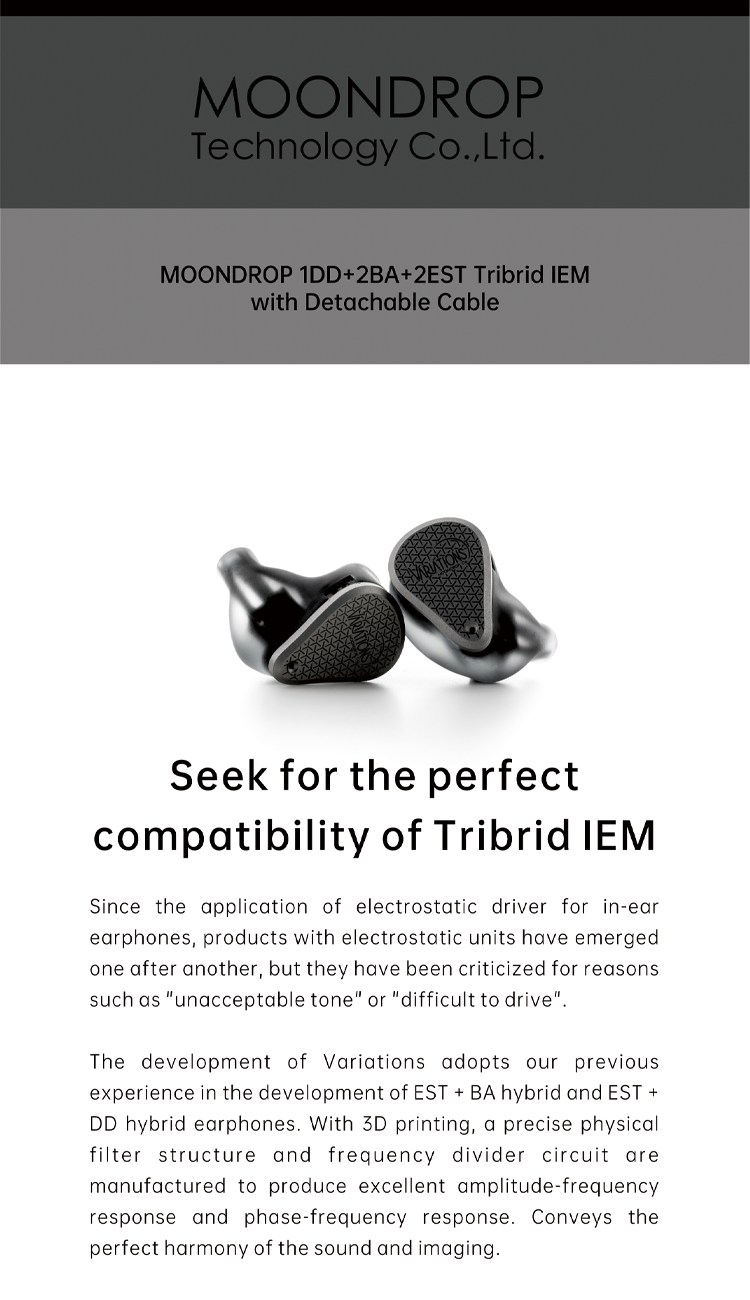 MOONDROP
Technology Co.,Ltd.
MOONDROP 1DD+2BA+2EST Tribrid IEM
with Detachable Cable
VARIATIONS
VARIATIONS
Seek for the perfect
compatibility of Tribrid IEM
Since the application of electrostatic driver for in-ear
earphones, products with electrostatic units have emerged
one after another, but they have been criticized for reasons
such as "unacceptable tone" or "difficult to drive".
The development of Variations adopts our previous
experience in the development of EST + BA hybrid and EST +
DD hybrid earphones. With 3D printing, a precise physical
filter structure and frequency divider circuit are
manufactured to produce excellent amplitude-frequency
response and phase-frequency response. Conveys the
perfect harmony of the sound and imaging.